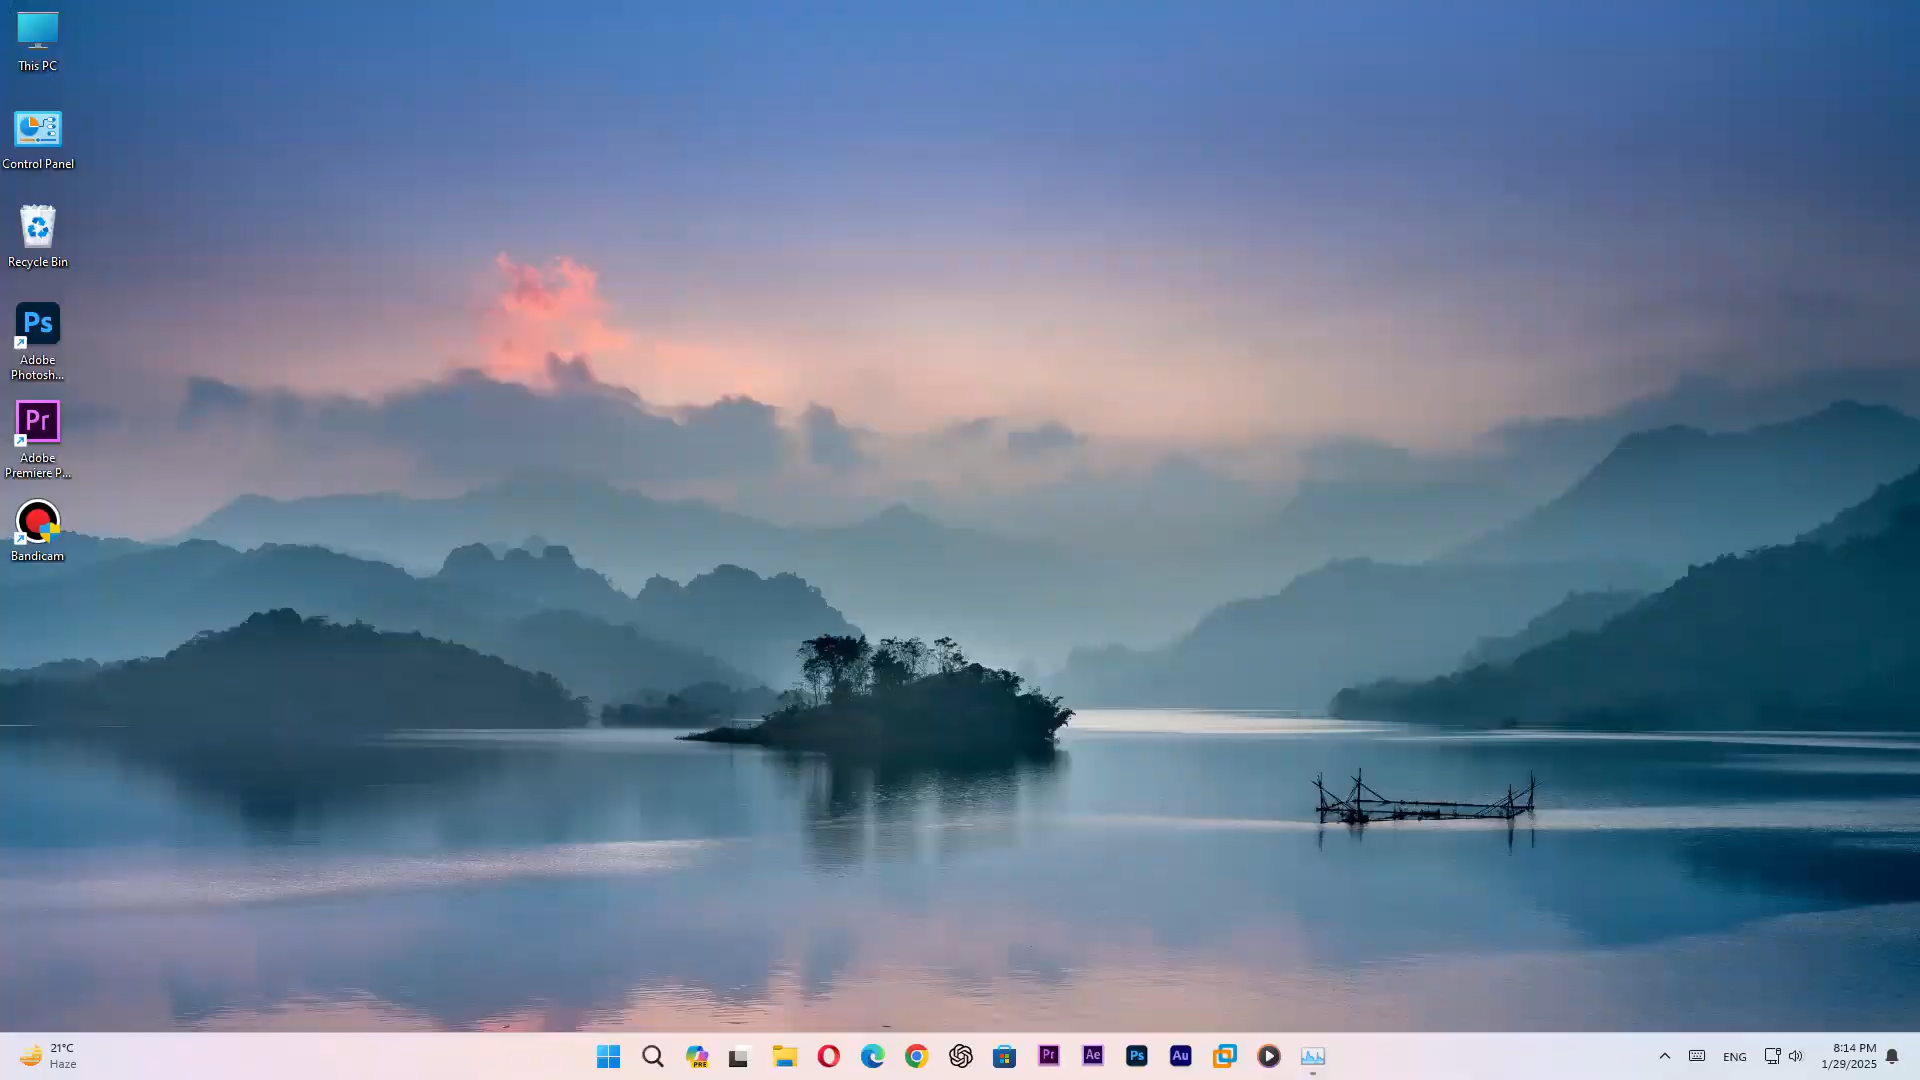 This PC
Control Panel
Recycle Bin
Ps
Adobe
Photosh...
Pr
Adobe
Premiere P...
Bandicam
21°C
Haze
PRE
Pr
Ae
Ps
Au
ENG
8:14 PM
1/29/2025